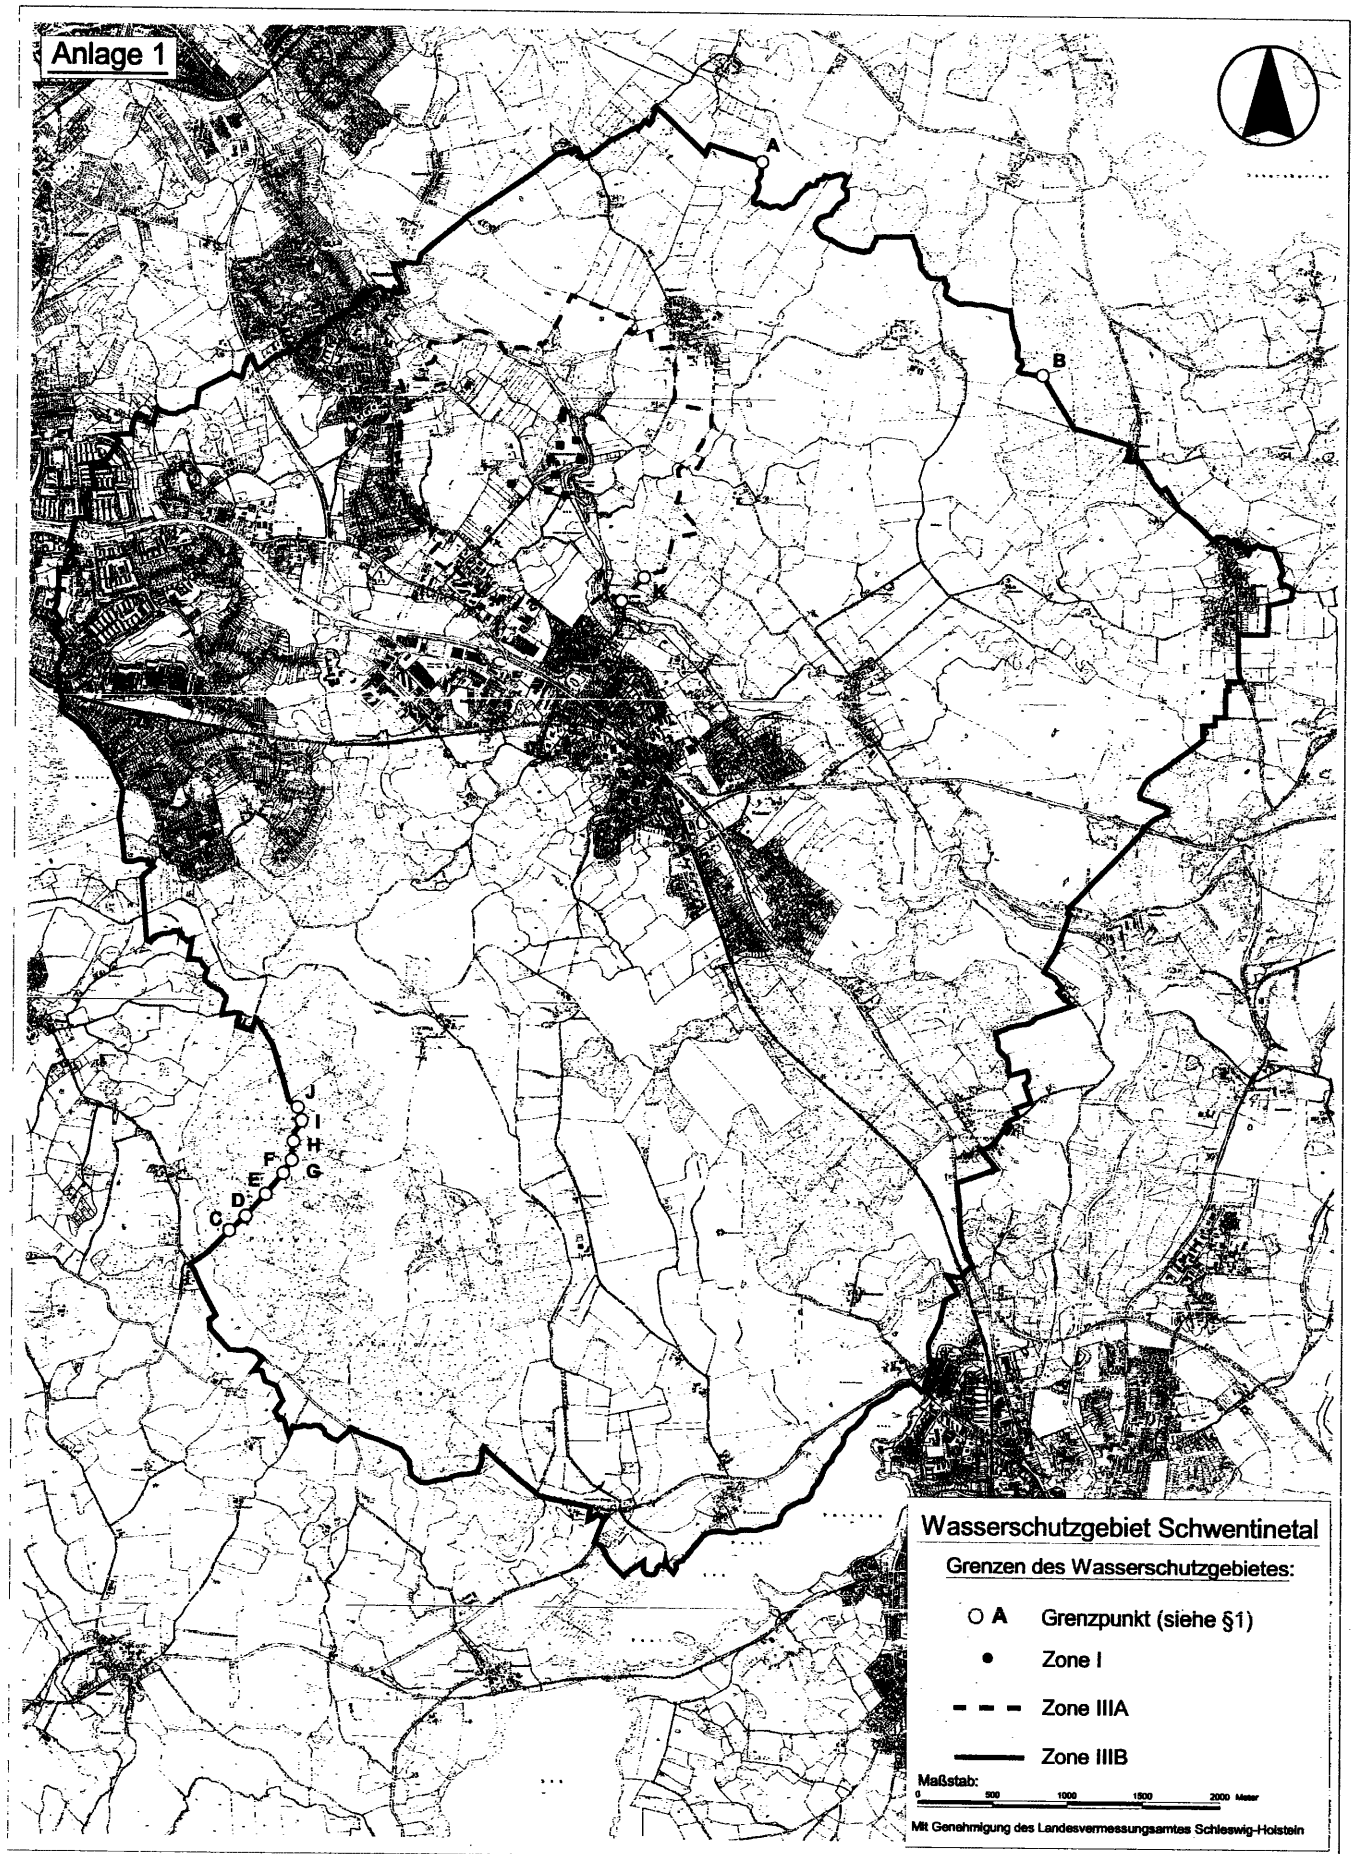 Anlage 1
A
B
K
J
I
H
F
G
E
D
C
Wasserschutzgebiet Schwentinetal
Grenzen des Wasserschutzgebietes:
A Grenzpunkt (siehe §1)
Zone I
Zone IIIA
Zone IIIB
Maßstab:
0 500 1000 1500 2000 Meter
Mit Genehmigung des Landesvermessungsamtes Schleswig-Holstein